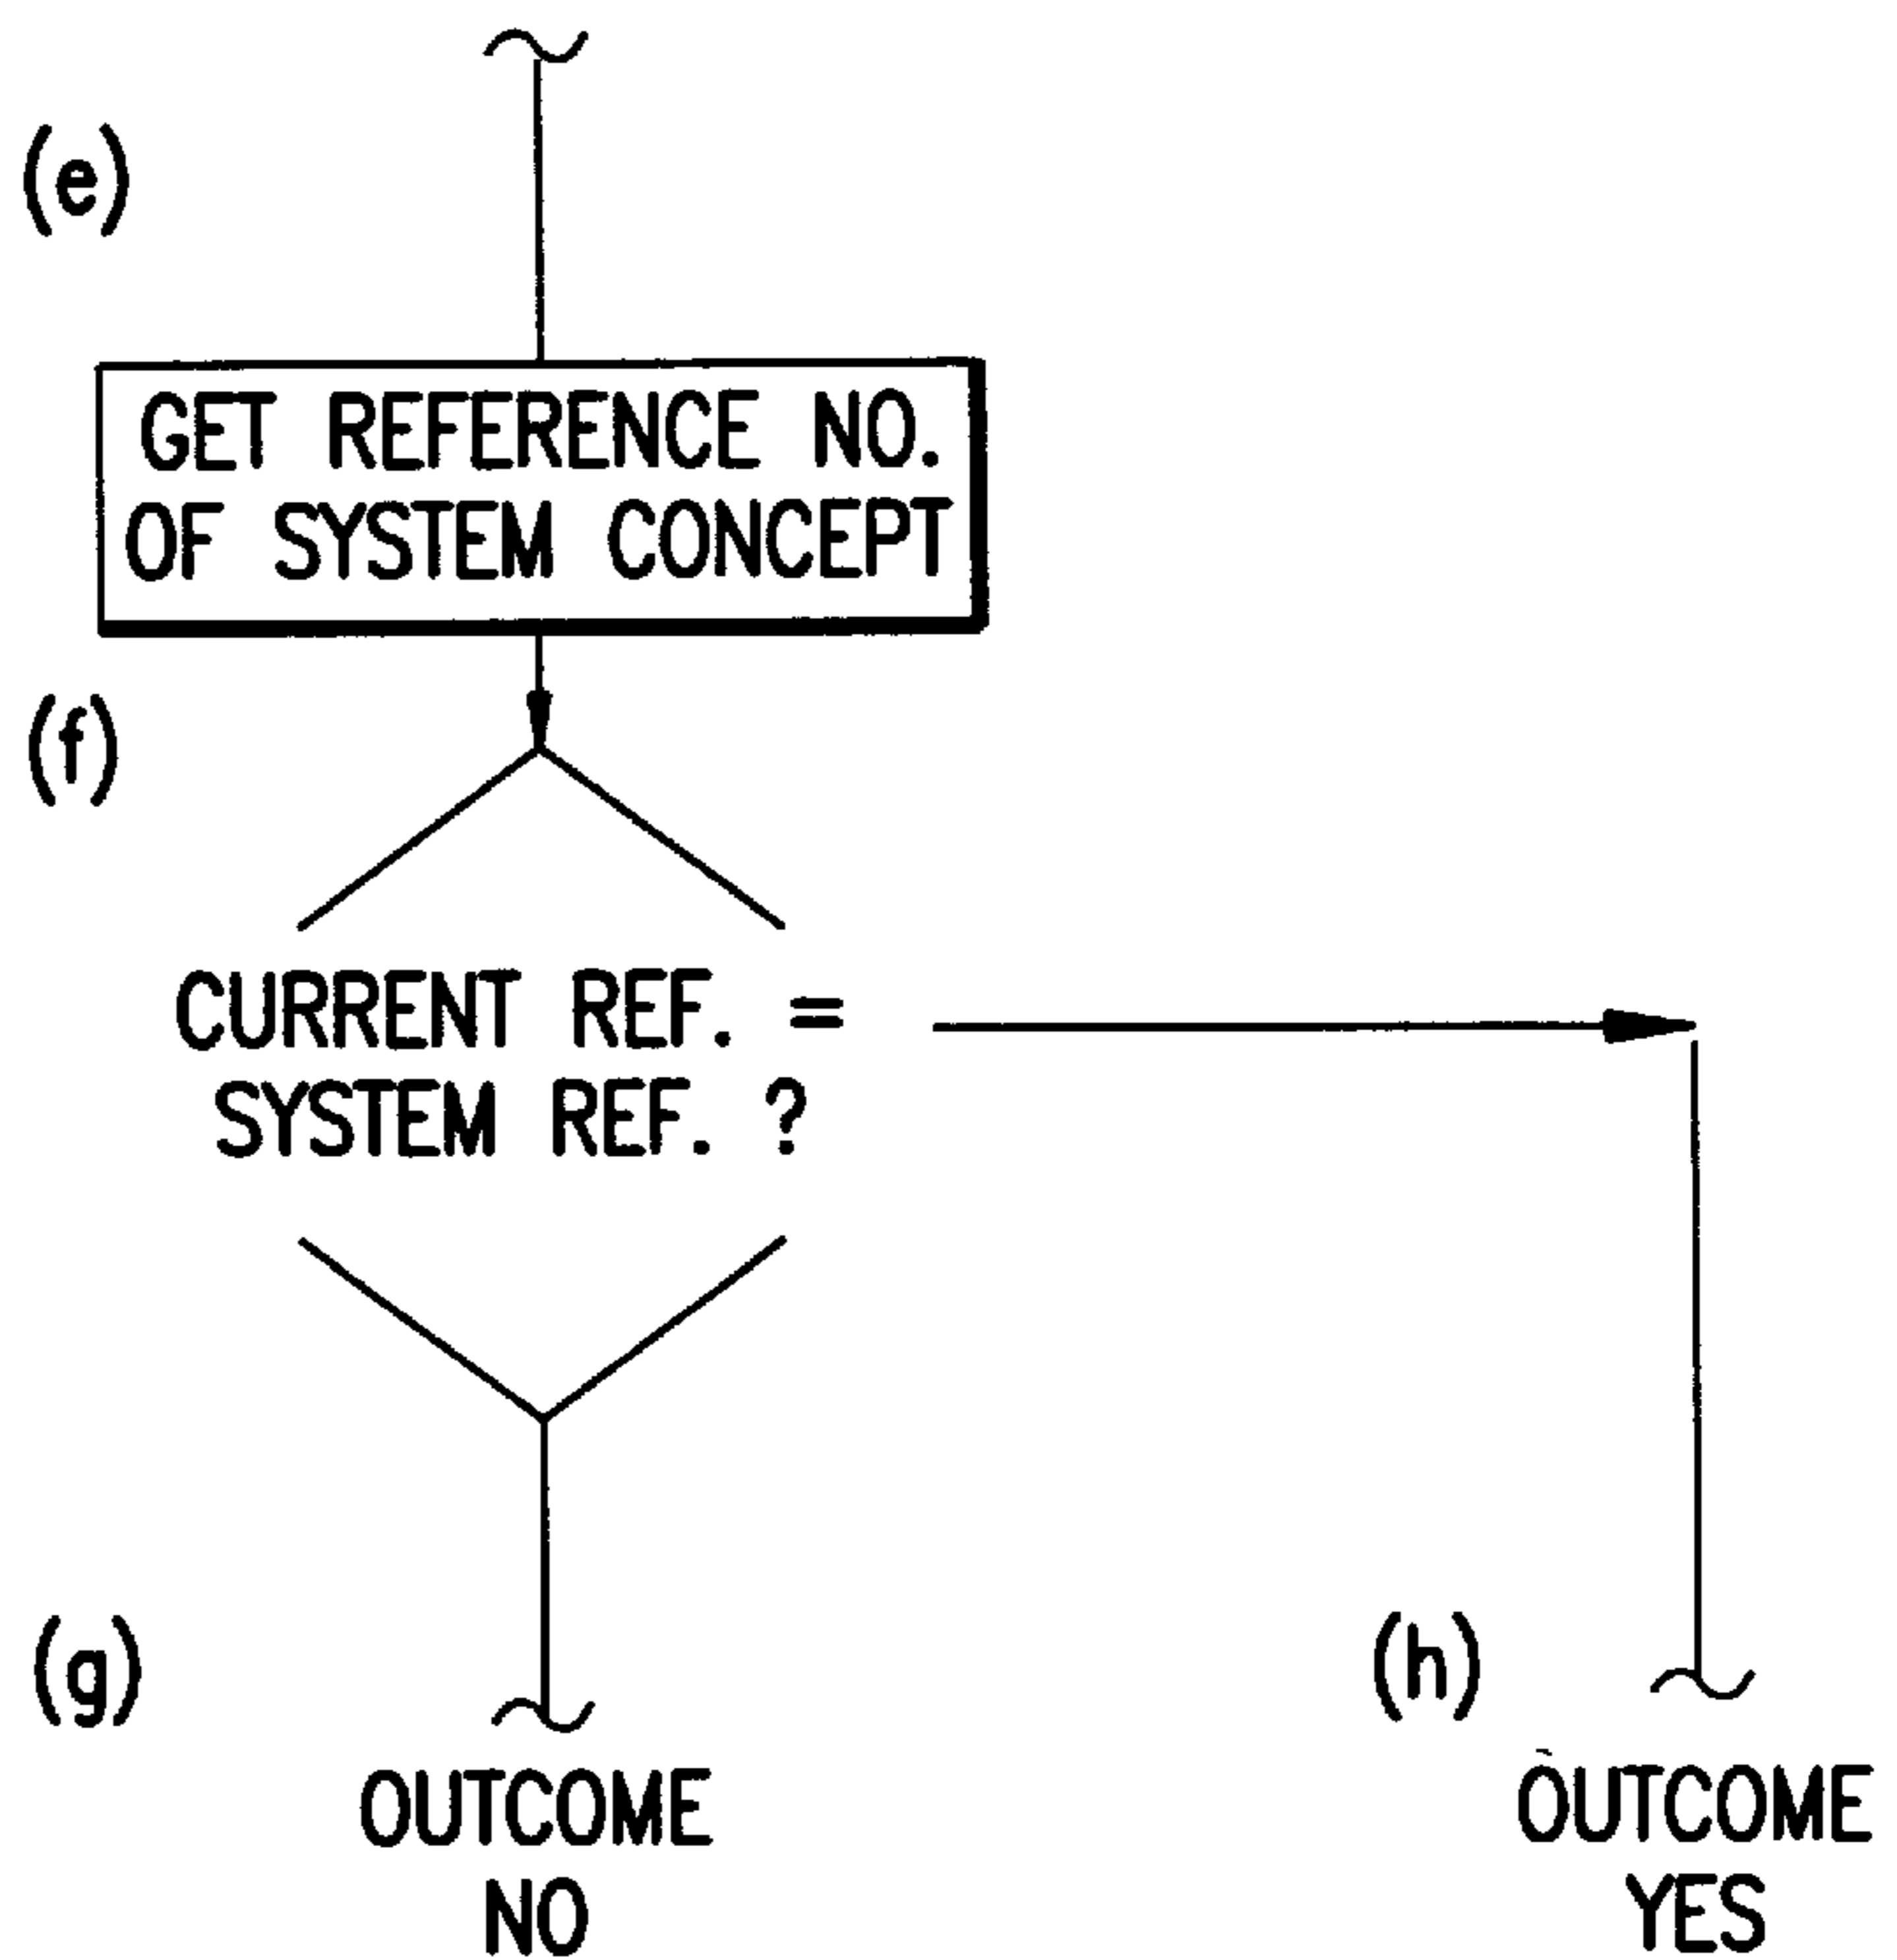 (e)
GET REFERENCE NO.
OF SYSTEM CONCEPT
(f)
CURRENT REF. =
SYSTEM REF. ?
(g)
(h)
OUTCOME
NO
OUTCOME
YES